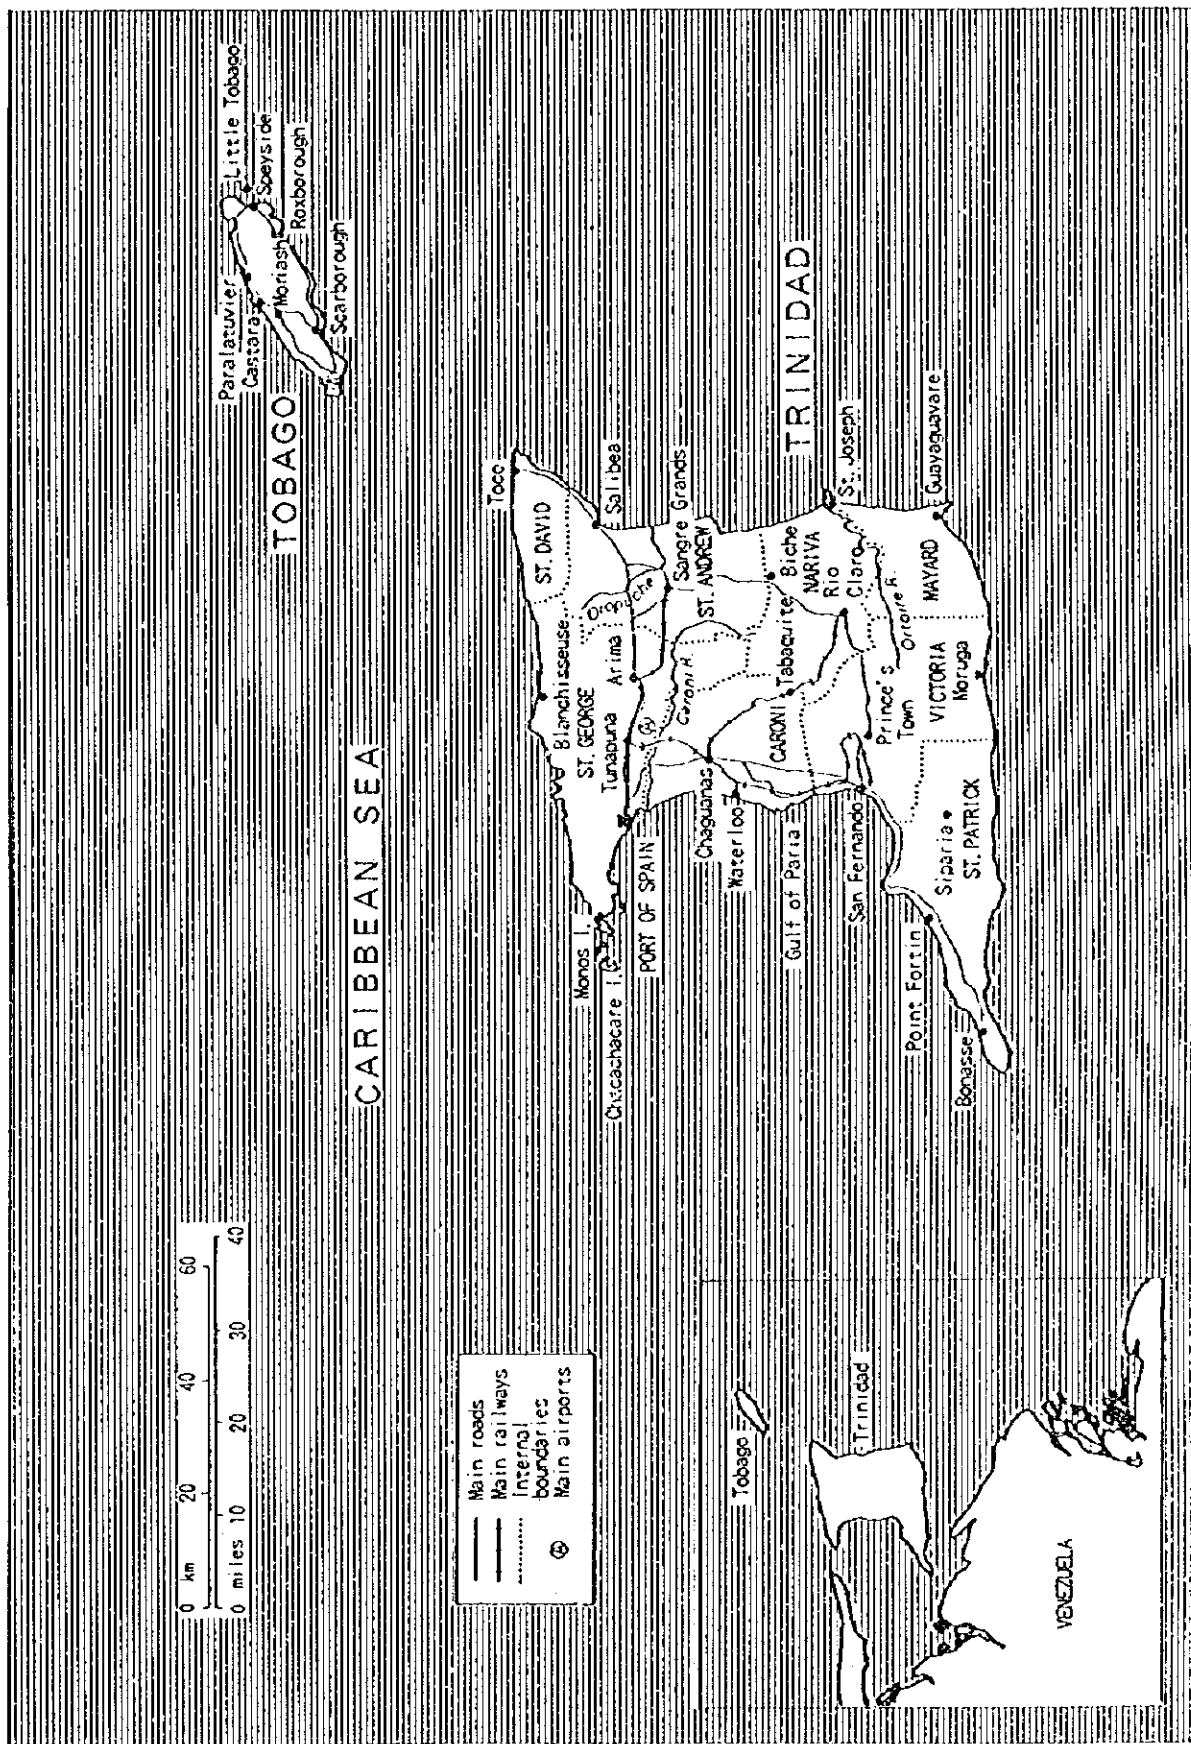 0 km 20 40 60
0 miles 10 20 30 40
Main roads
Main railways
Internal
boundaries
Main airports
CARIBBEAN SEA
TOBAGO
Paralatuvier
Castara
Moriash
Little Tobago
Speyside
Roxborough
Scarborough
TRINIDAD
Toco
ST. DAVID
Blanchisseuse
ST. GEORGE
Tunapuna
Arima
Oropuche
Salibea
Sangre Grands
ST. ANDREW
Monos I.
Chacachacare I.
PORT OF SPAIN
Caroni R.
Chaguanas
Waterloo
CARONI
Tabaquite
Biche
NARIVA
Rio
Claro
St. Joseph
Gulf of Paria
San Fernando
Prince's
Town
Ortoire R.
Guayaguavare
MAYARD
VICTORIA
Moruga
Siparia
ST. PATRICK
Point Fortin
Bonasse
Tobago
Trinidad
VENEZUELA